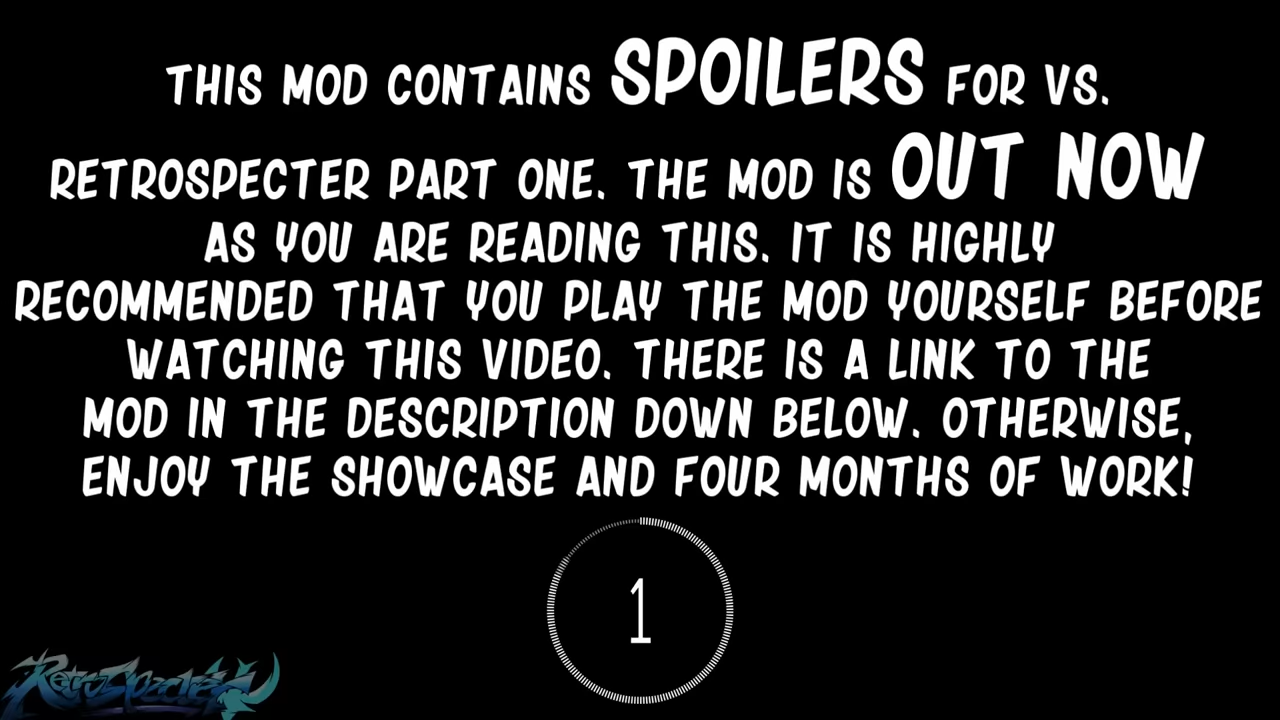 THIS MOD CONTAINS SPOILERS FOR VS.
RETROSPECTER PART ONE. THE MOD IS OUT NOW
AS YOU ARE READING THIS. IT IS HIGHLY
RECOMMENDED THAT YOU PLAY THE MOD YOURSELF BEFORE
WATCHING THIS VIDEO. THERE IS A LINK TO THE
MOD IN THE DESCRIPTION DOWN BELOW. OTHERWISE,
ENJOY THE SHOWCASE AND FOUR MONTHS OF WORK!
1
RetroSpecter